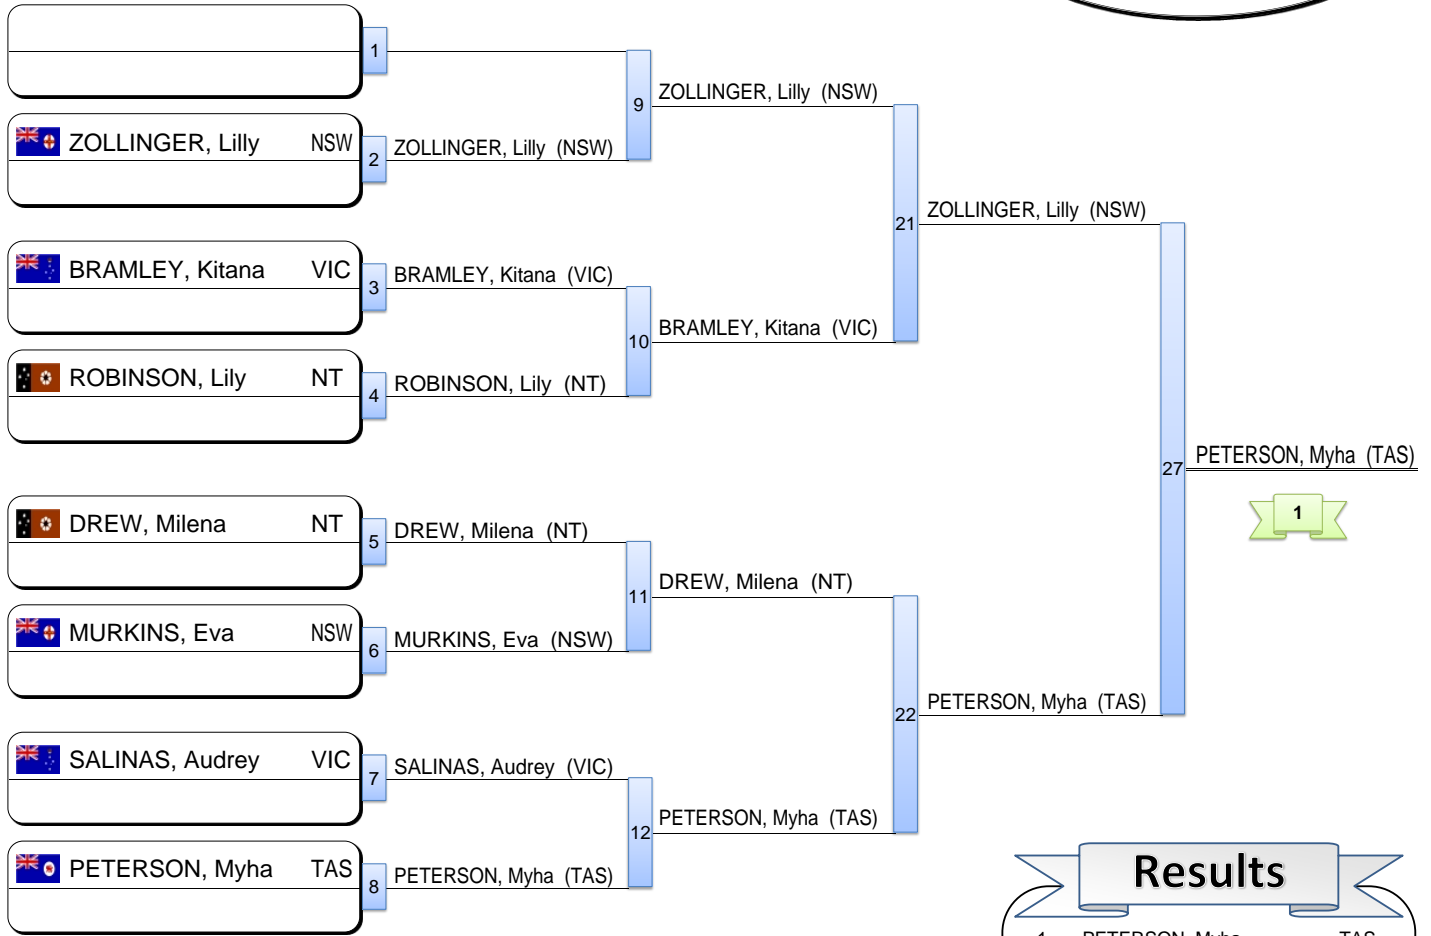 1
ZOLLINGER, Lilly NSW
2
ZOLLINGER, Lilly (NSW)
9
ZOLLINGER, Lilly (NSW)
BRAMLEY, Kitana VIC
3
BRAMLEY, Kitana (VIC)
ROBINSON, Lily NT
4
ROBINSON, Lily (NT)
10
BRAMLEY, Kitana (VIC)
21
ZOLLINGER, Lilly (NSW)
DREW, Milena NT
5
DREW, Milena (NT)
MURKINS, Eva NSW
6
MURKINS, Eva (NSW)
11
DREW, Milena (NT)
SALINAS, Audrey VIC
7
SALINAS, Audrey (VIC)
PETERSON, Myha TAS
8
PETERSON, Myha (TAS)
12
PETERSON, Myha (TAS)
22
PETERSON, Myha (TAS)
27
PETERSON, Myha (TAS)
1
Results
1 PETERSON, Myha TAS